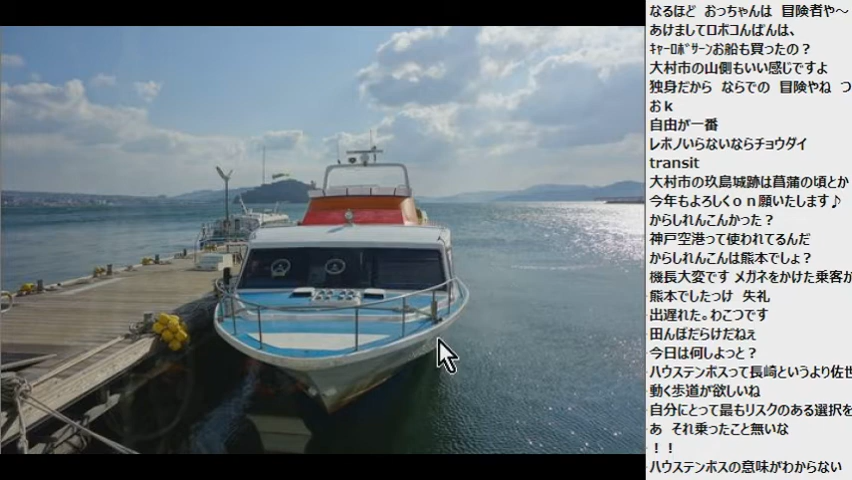 なるほど おっちゃんは 冒険者や～
あけましてロボコんばんは、
ｷｬｰﾛﾎﾞｻｰﾝお船も買ったの？
大村市の山側もいい感じですよ
独身だから ならでの 冒険やね つ
おｋ
自由が一番
レボノいらないならチョウダイ
transit
大村市の玖島城跡は菖蒲の頃とか
今年もよろしくｏｎ願いたします♪
からしれんこんかった？
神戸空港って使われてるんだ
からしれんこんは熊本でしょ？
機長大変です メガネをかけた乗客が
熊本でしたっけ 失礼
出遅れた。わこつです
田んぼだらけだねぇ
今日は何しよっと？
ハウステンボスって長崎というより佐世
動く歩道が欲しいね
自分にとって最もリスクのある選択を
あ それ乗ったこと無いな
！！
ハウステンボスの意味がわからない